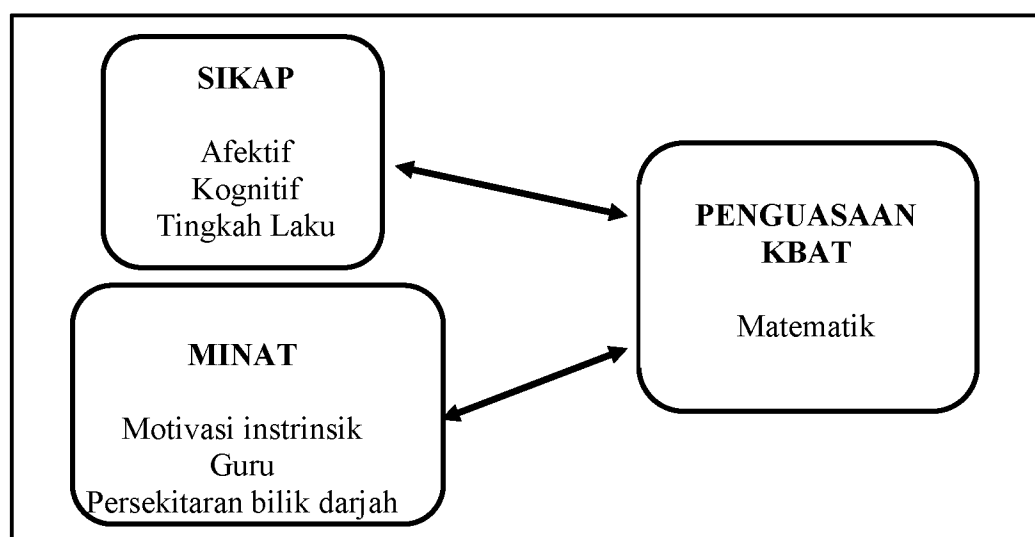 SIKAP
Afektif
Kognitif
Tingkah Laku
MINAT
Motivasi instrinsik
Guru
Persekitaran bilik darjah
PENGUASAAN
KBAT
Matematik